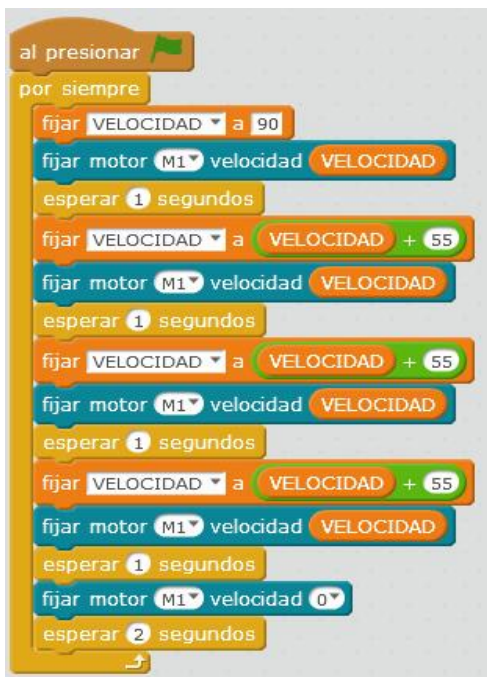 al presionar
por siempre
fijar VELOCIDAD a 90
fijar motor M1 velocidad VELOCIDAD
esperar 1 segundos
fijar VELOCIDAD a VELOCIDAD + 55
fijar motor M1 velocidad VELOCIDAD
esperar 1 segundos
fijar VELOCIDAD a VELOCIDAD + 55
fijar motor M1 velocidad VELOCIDAD
esperar 1 segundos
fijar VELOCIDAD a VELOCIDAD + 55
fijar motor M1 velocidad VELOCIDAD
esperar 1 segundos
fijar motor M1 velocidad 0
esperar 2 segundos